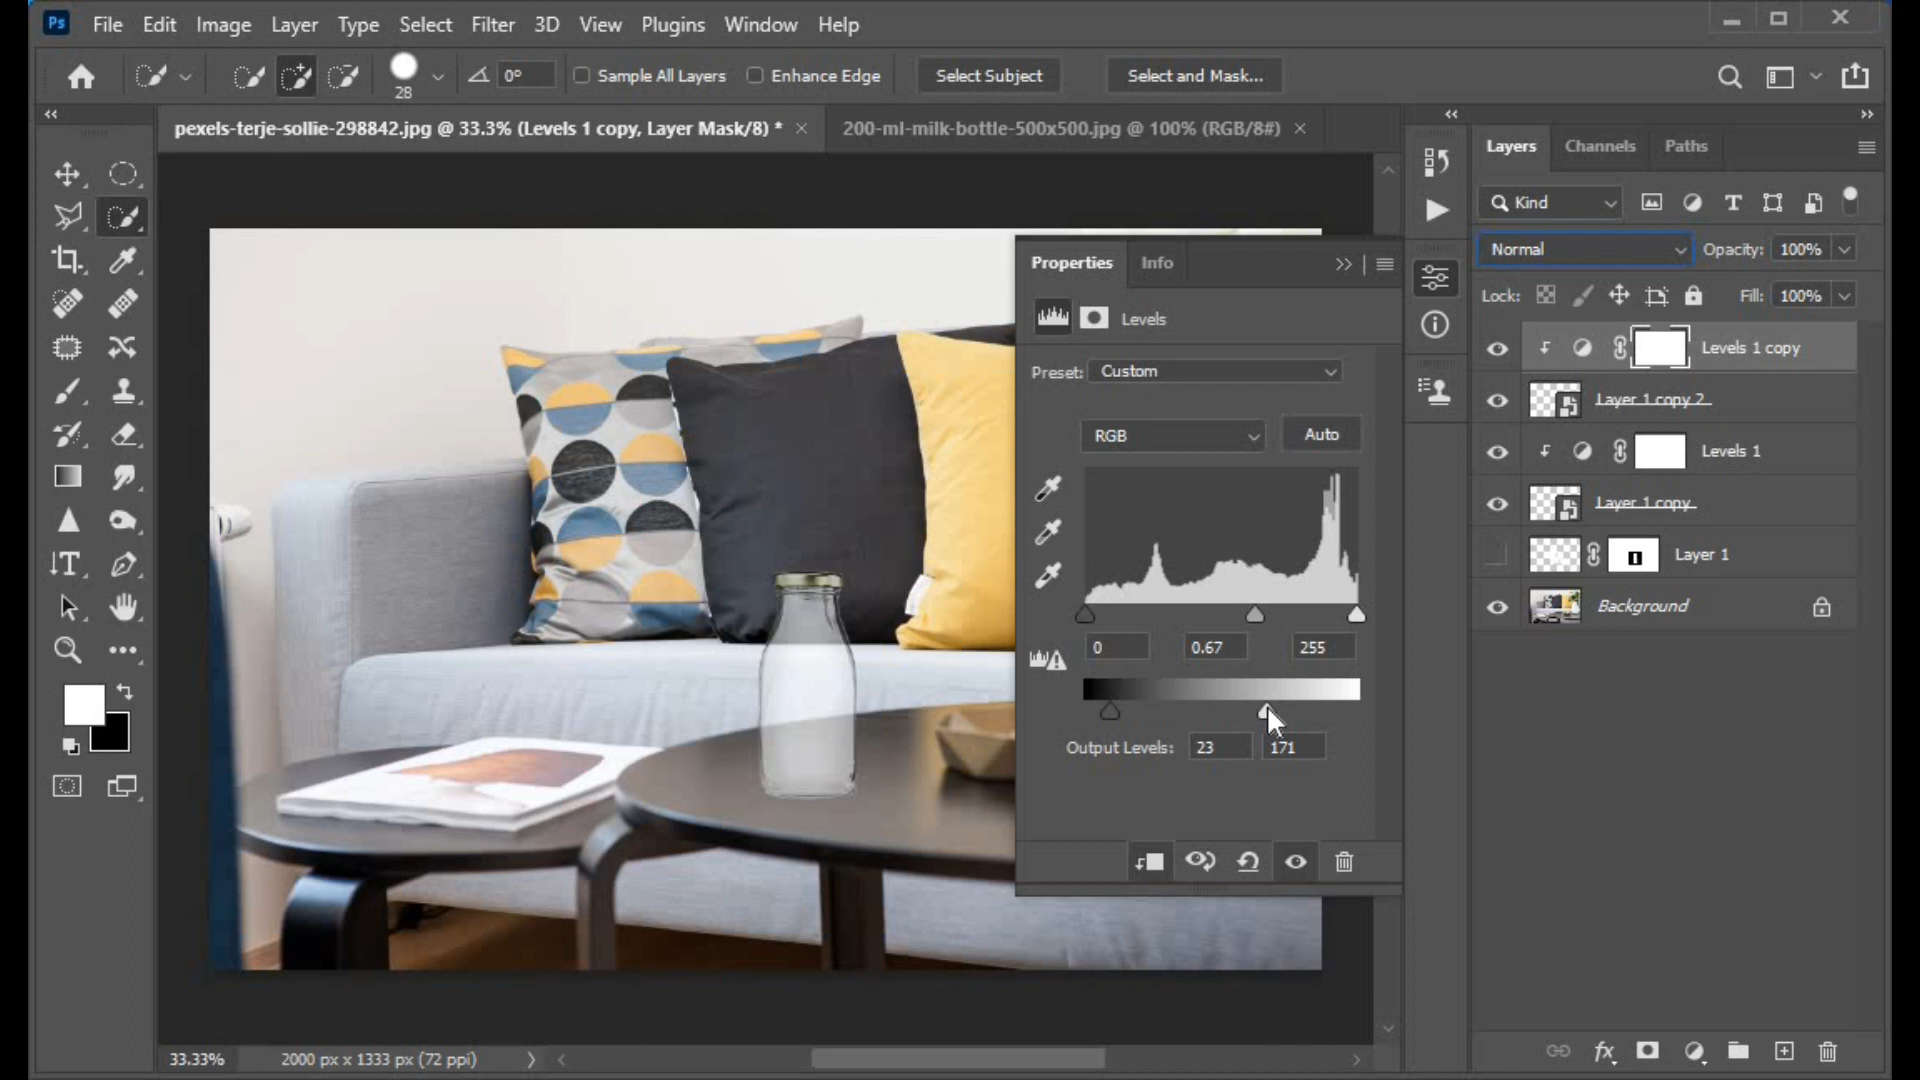 Ps File Edit Image Layer Type Select Filter 3D View Plugins Window Help
28 0° Sample All Layers Enhance Edge Select Subject Select and Mask...
pexels-terje-sollie-298842.jpg @ 33.3% (Levels 1 copy, Layer Mask/8) * × 200-ml-milk-bottle-500x500.jpg @ 100% (RGB/8#) ×
Layers Channels Paths
Kind
Normal Opacity: 100%
Lock: Fill: 100%
Levels 1 copy
Layer 1 copy 2
Levels 1
Layer 1 copy
Layer 1
Background
Properties Info
Levels
Preset: Custom
RGB Auto
0 0.67 255
Output Levels: 23 171
33.33% 2000 px x 1333 px (72 ppi)
fx